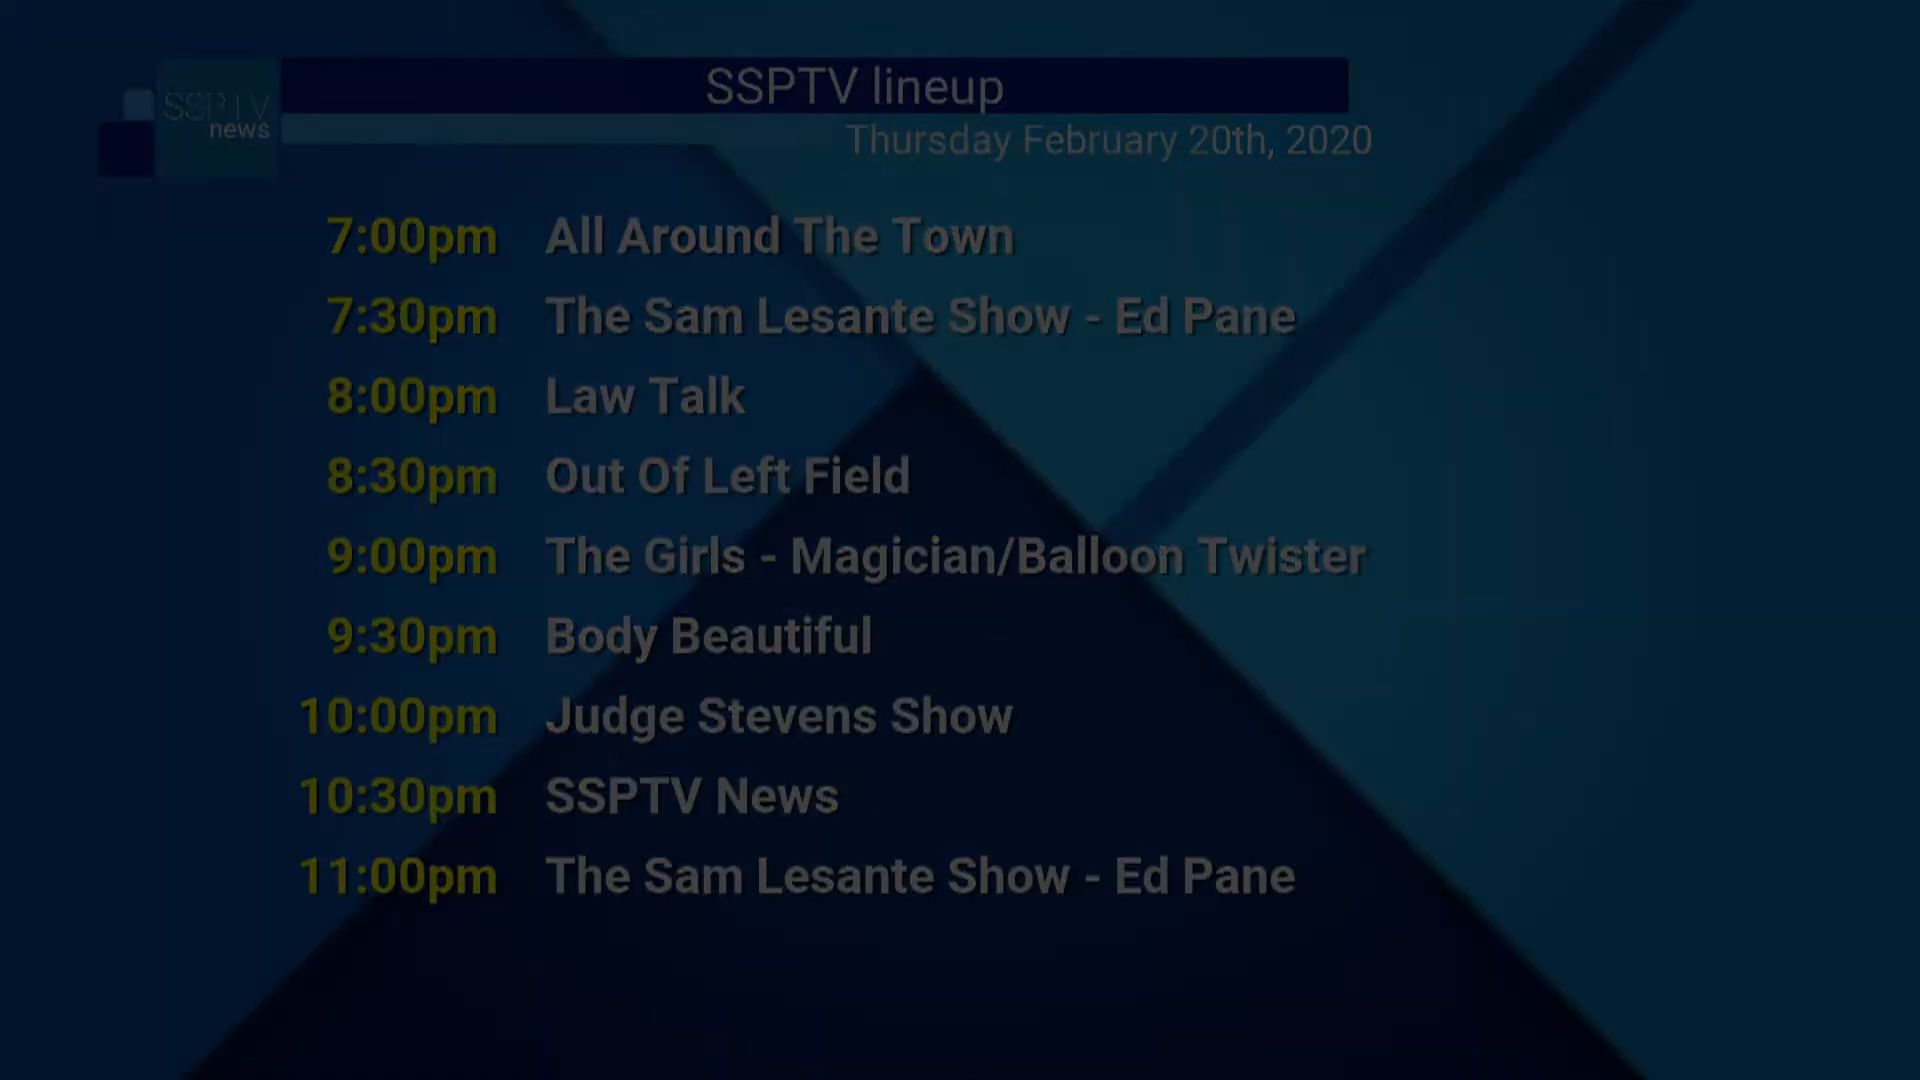 SSPTV lineup
SSPTV
news
Thursday February 20th, 2020
7:00pm All Around The Town
7:30pm The Sam Lesante Show - Ed Pane
8:00pm Law Talk
8:30pm Out Of Left Field
9:00pm The Girls - Magician/Balloon Twister
9:30pm Body Beautiful
10:00pm Judge Stevens Show
10:30pm SSPTV News
11:00pm The Sam Lesante Show - Ed Pane